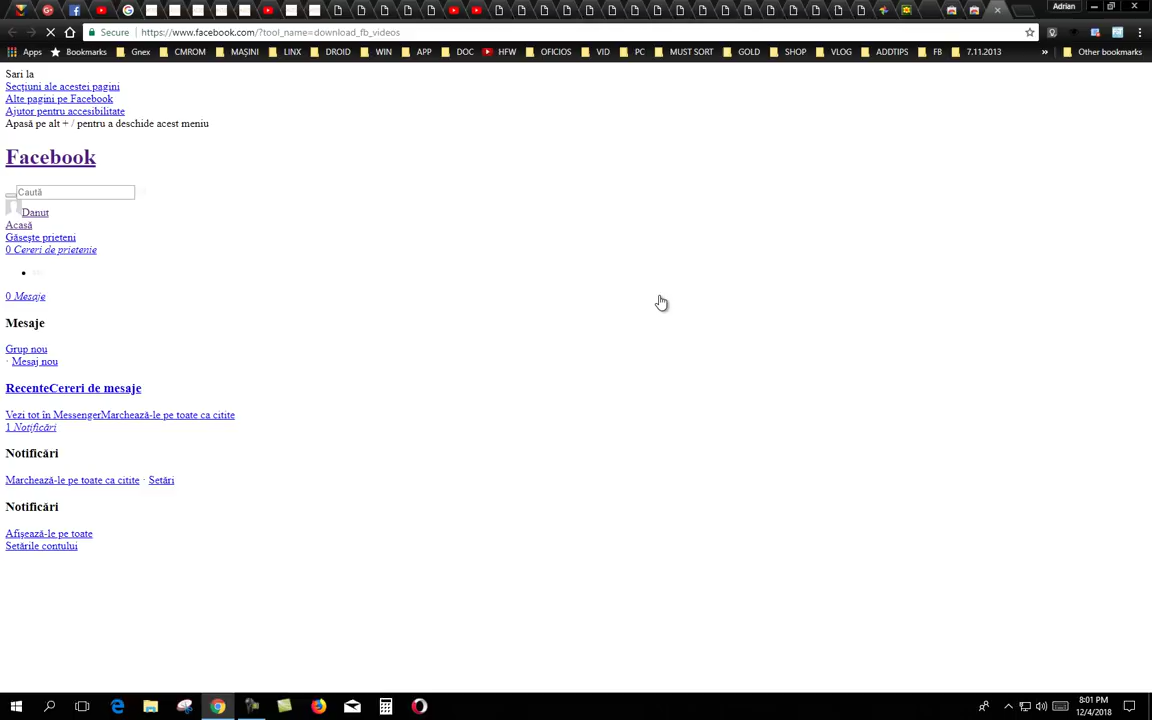 Adrian
Secure
https://www.facebook.com/?tool_name=download_fb_videos
Apps
Bookmarks
Gnex
CMROM
MAȘINI
LINX
DROID
WIN
APP
DOC
HFW
OFICIOS
VID
PC
MUST SORT
GOLD
SHOP
VLOG
ADDTIPS
FB
7.11.2013
»
Other bookmarks
Sari la
Secțiuni ale acestei pagini
Alte pagini pe Facebook
Ajutor pentru accesibilitate
Apasă pe alt + / pentru a deschide acest meniu
Facebook
Caută
Danut
Acasă
Găsește prieteni
0 Cereri de prietenie
0 Mesaje
Mesaje
Grup nou
· Mesaj nou
RecenteCereri de mesaje
Vezi tot în MessengerMarchează-le pe toate ca citite
1 Notificări
Notificări
Marchează-le pe toate ca citite · Setări
Notificări
Afișează-le pe toate
Setările contului
8:01 PM
12/4/2018